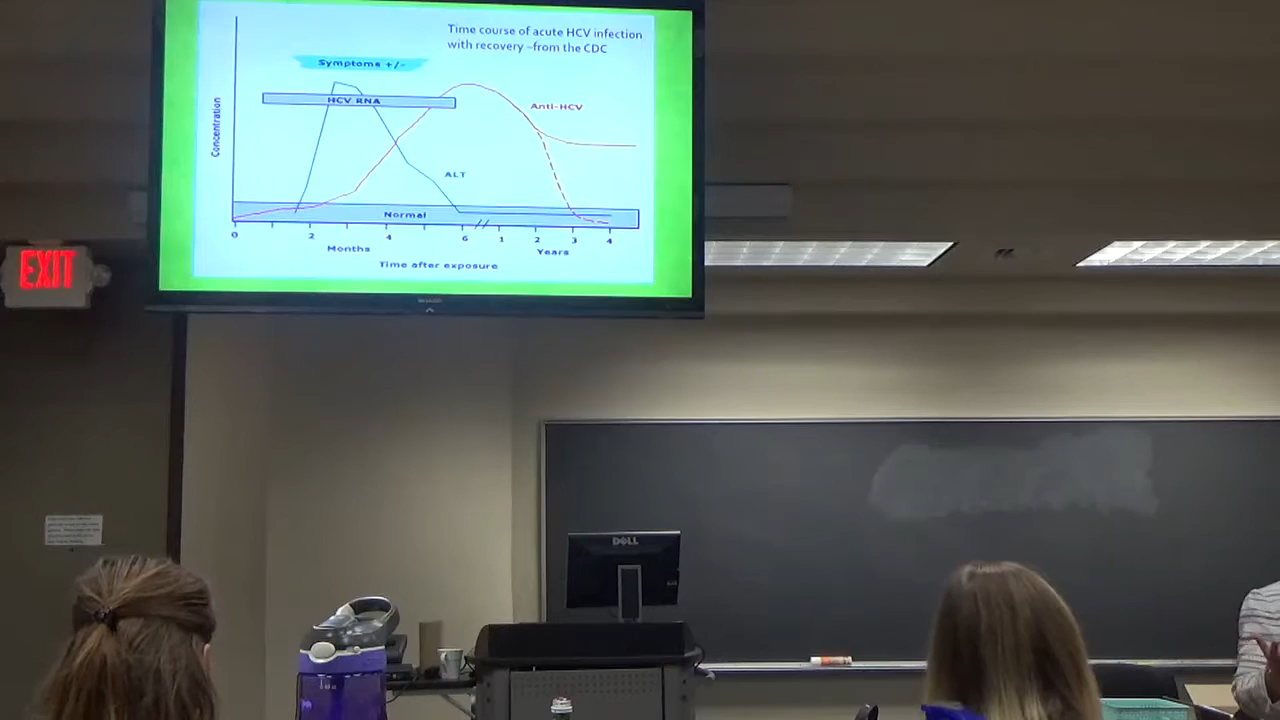 Time course of acute HCV infection
with recovery –from the CDC
Symptoms +/-
HCV RNA
Anti-HCV
Concentration
ALT
Normal
0 2 4 6 1 2 3 4
Months Years
Time after exposure
EXIT
DELL